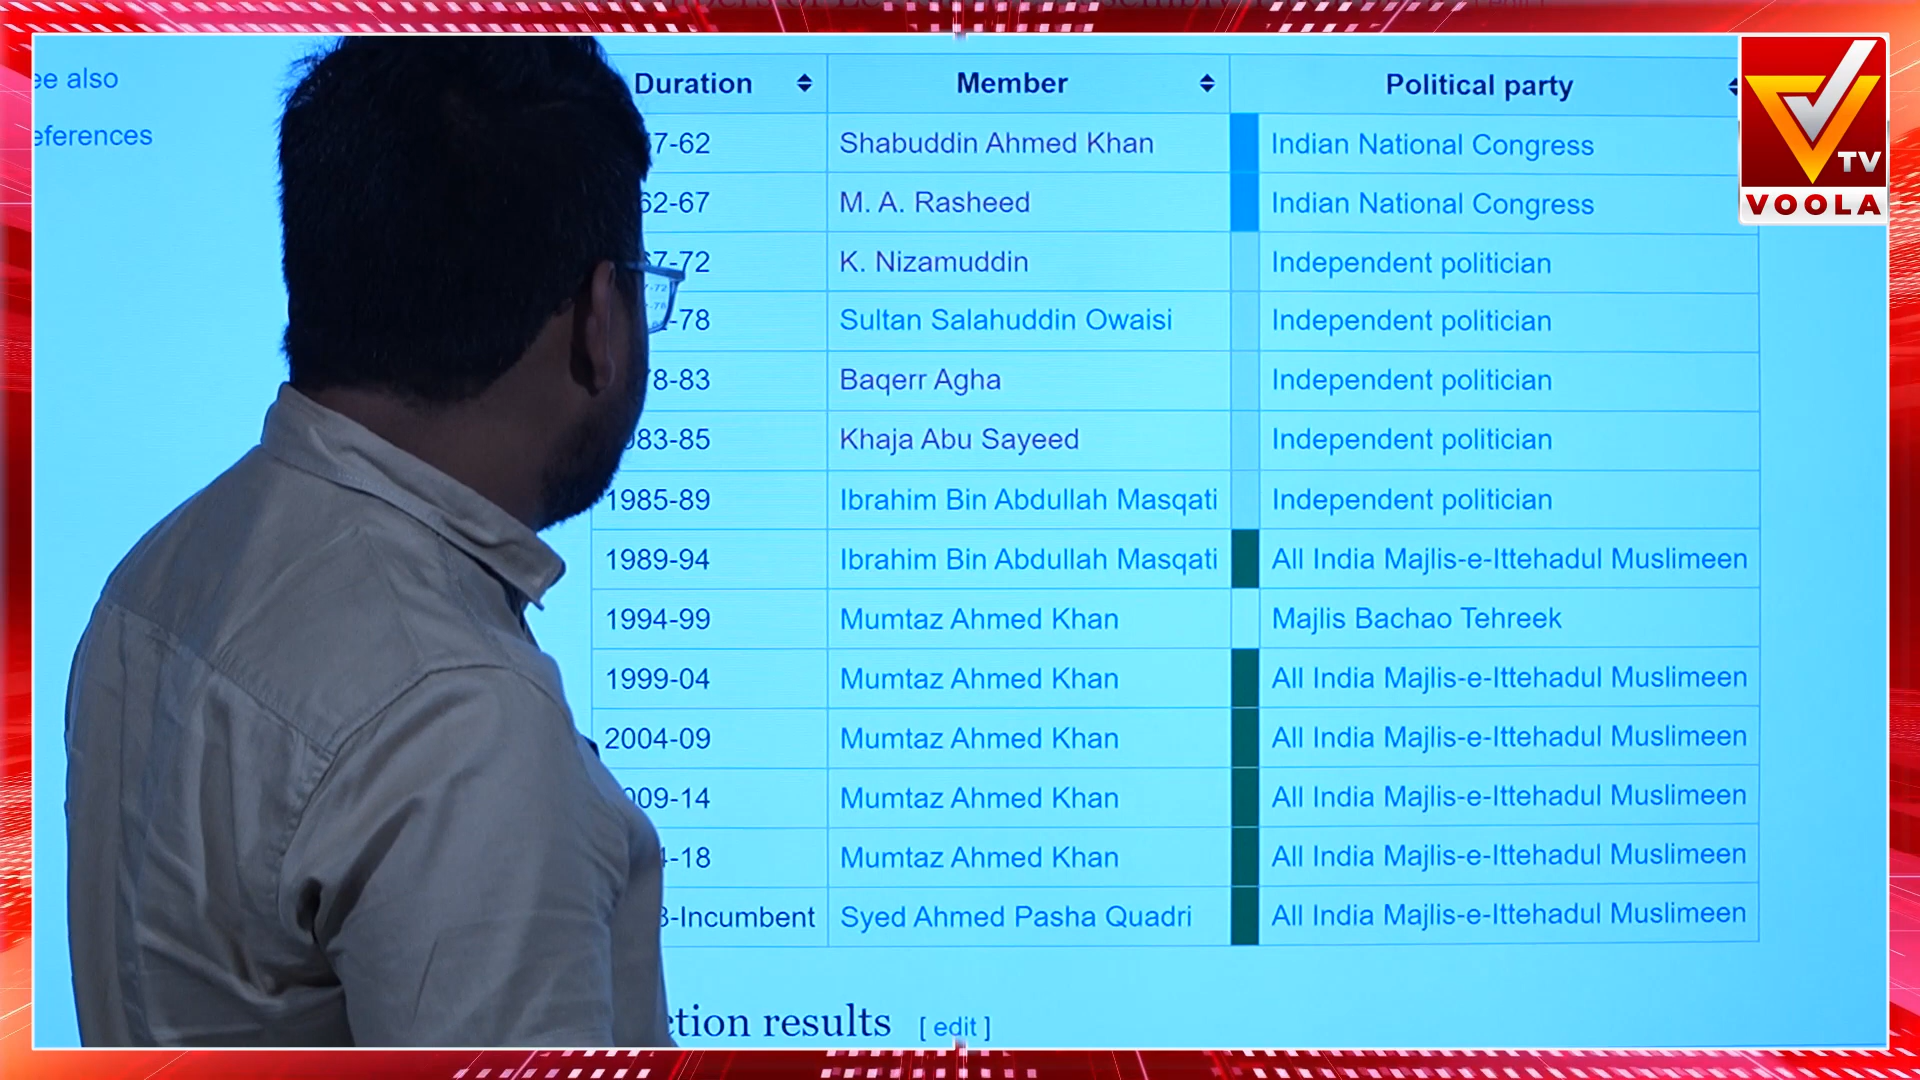 ee also
eferences
Duration Member Political party
7-62 Shabuddin Ahmed Khan Indian National Congress
62-67 M. A. Rasheed Indian National Congress
67-72 K. Nizamuddin Independent politician
-78 Sultan Salahuddin Owaisi Independent politician
78-83 Baqerr Agha Independent politician
983-85 Khaja Abu Sayeed Independent politician
1985-89 Ibrahim Bin Abdullah Masqati Independent politician
1989-94 Ibrahim Bin Abdullah Masqati All India Majlis-e-Ittehadul Muslimeen
1994-99 Mumtaz Ahmed Khan Majlis Bachao Tehreek
1999-04 Mumtaz Ahmed Khan All India Majlis-e-Ittehadul Muslimeen
2004-09 Mumtaz Ahmed Khan All India Majlis-e-Ittehadul Muslimeen
009-14 Mumtaz Ahmed Khan All India Majlis-e-Ittehadul Muslimeen
4-18 Mumtaz Ahmed Khan All India Majlis-e-Ittehadul Muslimeen
8-Incumbent Syed Ahmed Pasha Quadri All India Majlis-e-Ittehadul Muslimeen
ction results [ edit ]
TV
VOOLA